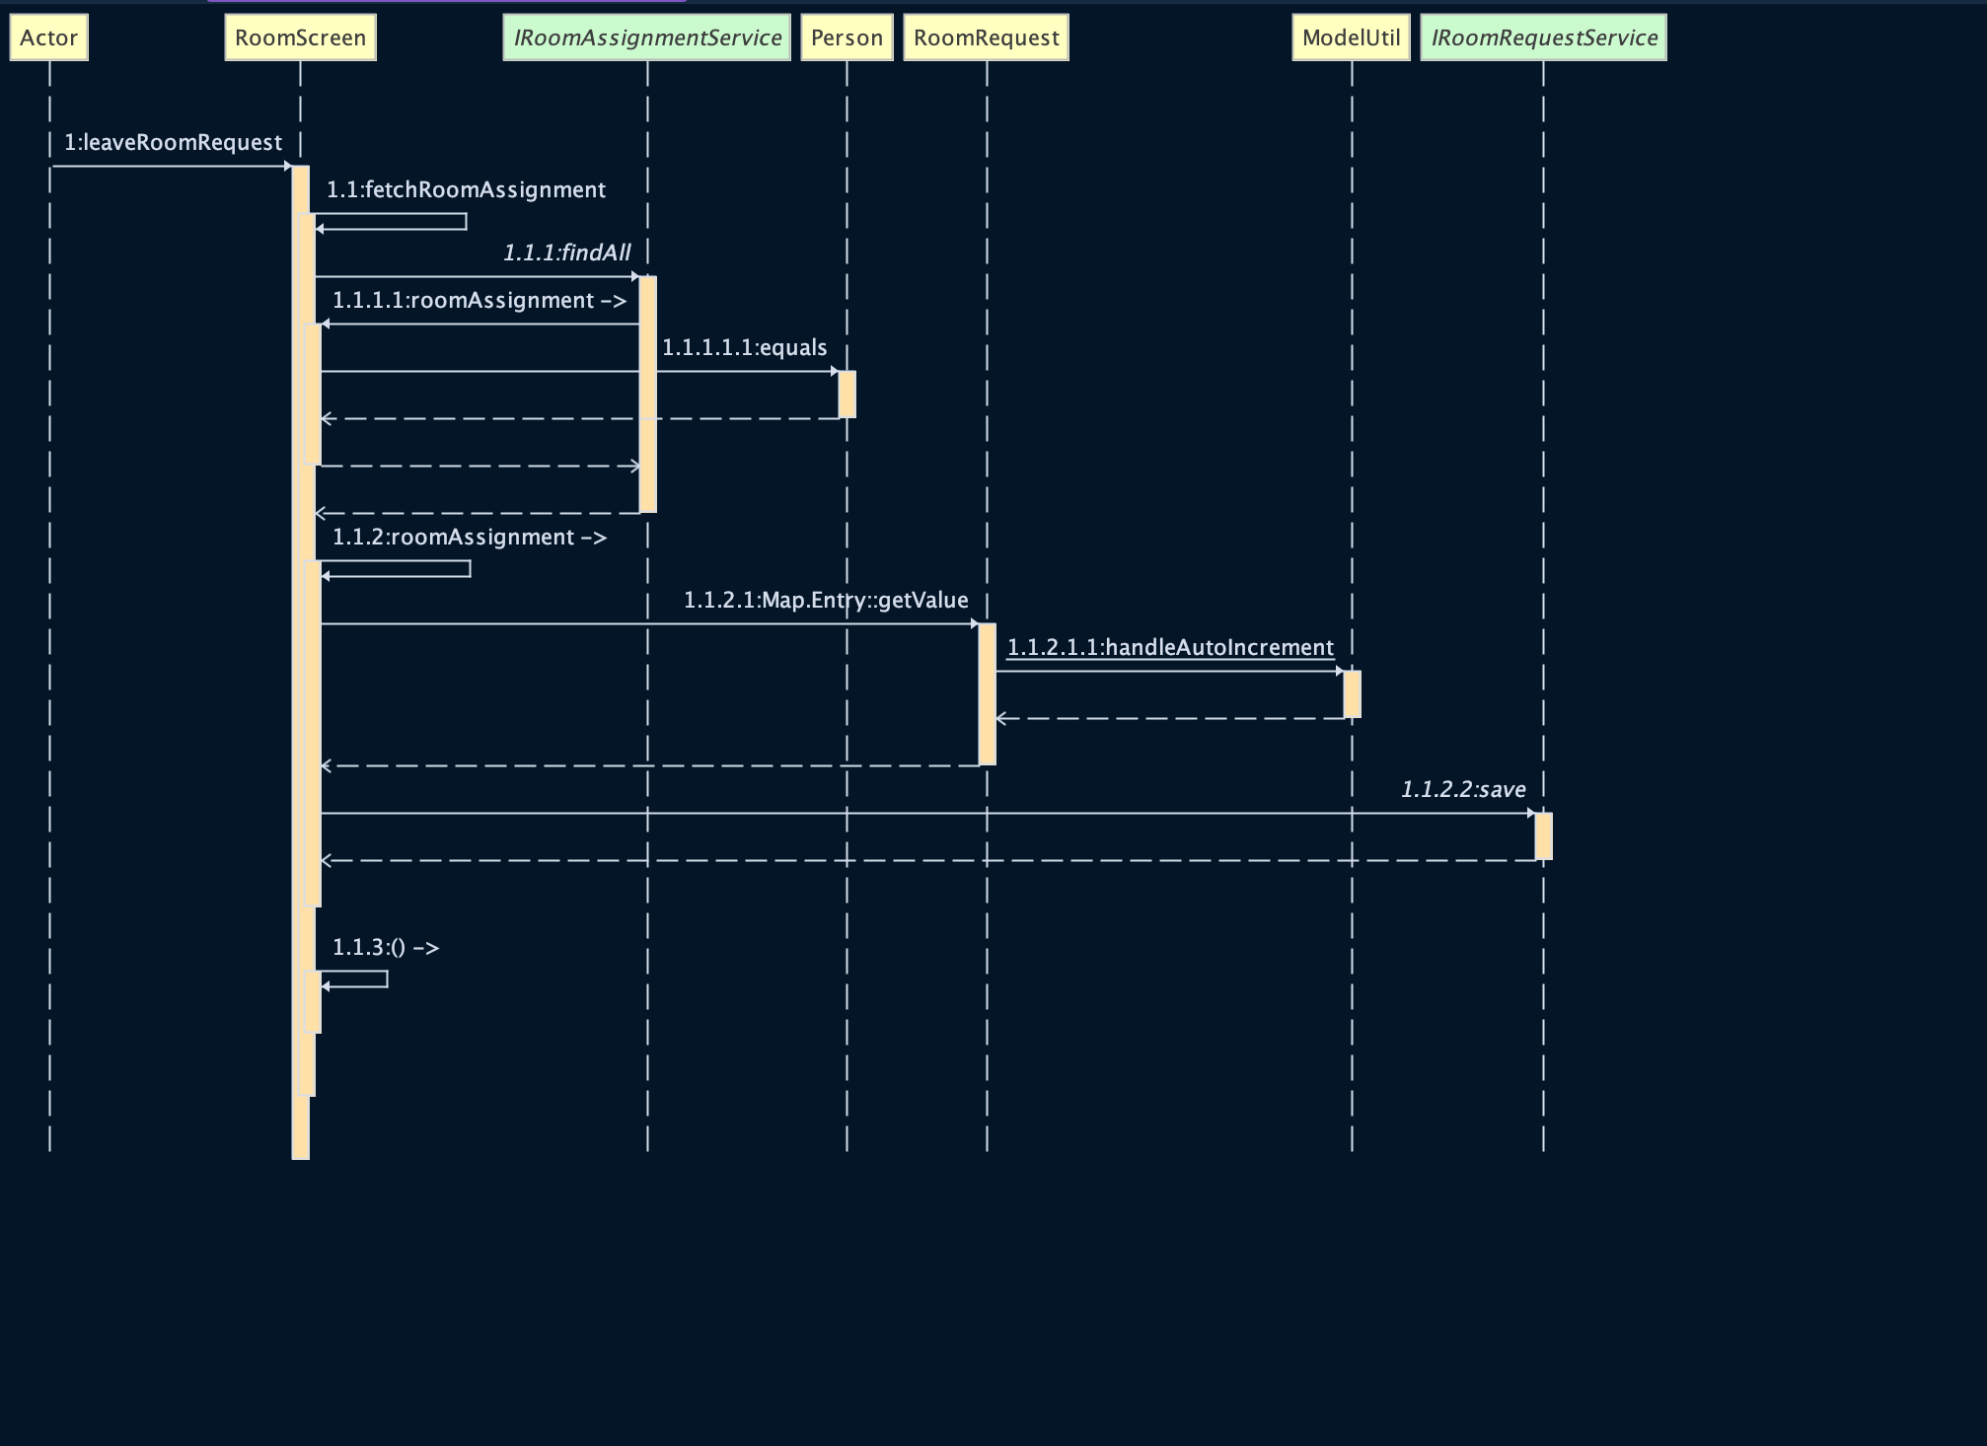 Actor
RoomScreen
IRoomAssignmentService
Person
RoomRequest
ModelUtil
IRoomRequestService
1:leaveRoomRequest
1.1:fetchRoomAssignment
1.1.1:findAll
1.1.1.1:roomAssignment ->
1.1.1.1.1:equals
1.1.2:roomAssignment ->
1.1.2.1:Map.Entry::getValue
1.1.2.1.1:handleAutoIncrement
1.1.2.2:save
1.1.3:() ->